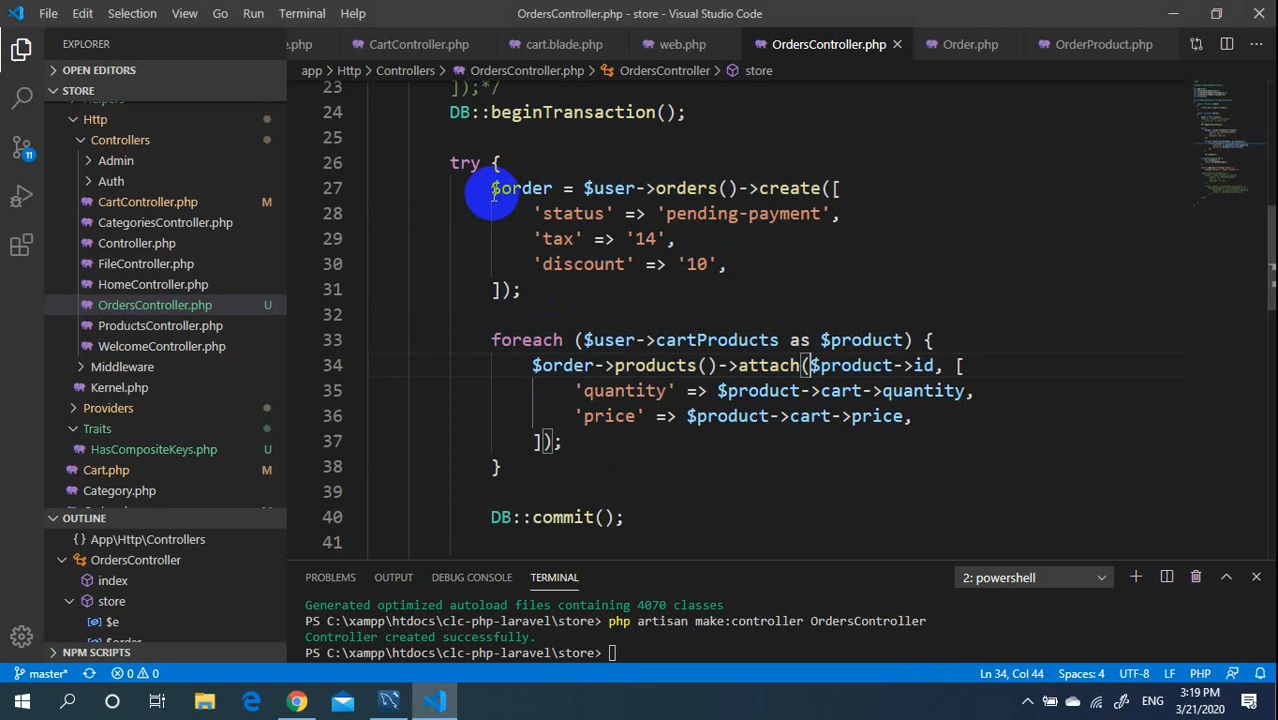 File Edit Selection View Go Run Terminal Help
OrdersController.php - store - Visual Studio Code
EXPLORER
e.php CartController.php cart.blade.php web.php OrdersController.php Order.php OrderProduct.php
OPEN EDITORS
app Http Controllers OrdersController.php OrdersController store
STORE
Http
Controllers
Admin
Auth
CartController.php M
CategoriesController.php
Controller.php
FileController.php
HomeController.php
OrdersController.php U
ProductsController.php
WelcomeController.php
Middleware
Kernel.php
Providers
Traits
HasCompositeKeys.php U
Cart.php M
Category.php
OUTLINE
App\Http\Controllers
OrdersController
index
store
$e
$order
NPM SCRIPTS
23 ]);*/
24 DB::beginTransaction();
25
26 try {
27 $order = $user->orders()->create([
28 'status' => 'pending-payment',
29 'tax' => '14',
30 'discount' => '10',
31 ]);
32
33 foreach ($user->cartProducts as $product) {
34 $order->products()->attach($product->id, [
35 'quantity' => $product->cart->quantity,
36 'price' => $product->cart->price,
37 ]);
38 }
39
40 DB::commit();
41
PROBLEMS OUTPUT DEBUG CONSOLE TERMINAL 2: powershell
Generated optimized autoload files containing 4070 classes
PS C:\xampp\htdocs\clc-php-laravel\store> php artisan make:controller OrdersController
Controller created successfully.
PS C:\xampp\htdocs\clc-php-laravel\store>
master* 0 0 Ln 34, Col 44 Spaces: 4 UTF-8 LF PHP
11
ENG
3:19 PM
3/21/2020